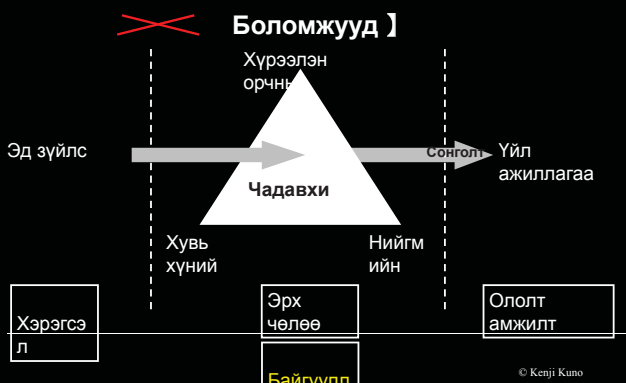 Боломжууд 】
Хүрээлэн
орчны
Эд зүйлс
Сонголт
Үйл
ажиллагаа
Чадавхи
Хувь
хүний
Нийгм
ийн
Хэрэгсэ
л
Эрх
чөлөө
Ололт
амжилт
© Kenji Kuno